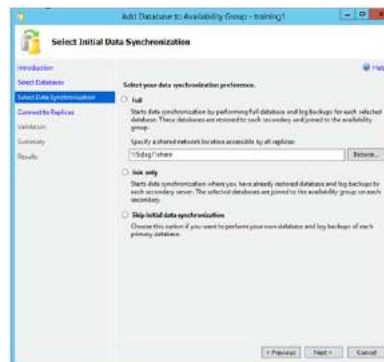 Add Database to Availability Group - training1
Select Initial Data Synchronization
Introduction
Help
Select Databases
Select Data Synchronization
Connect to Replicas
Validation
Summary
Results
Select your data synchronization preference.
Full
Starts data synchronization by performing full database and log backups for each selected
database. These databases are restored to each secondary and joined to the availability
group.
Specify a shared network location accessible by all replicas:
Browse...
Join only
Starts data synchronization where you have already restored database and log backups to
each secondary server. The selected databases are joined to the availability group on each
secondary.
Skip initial data synchronization
Choose this option if you want to perform your own database and log backups of each
primary database.
< Previous
Next >
Cancel